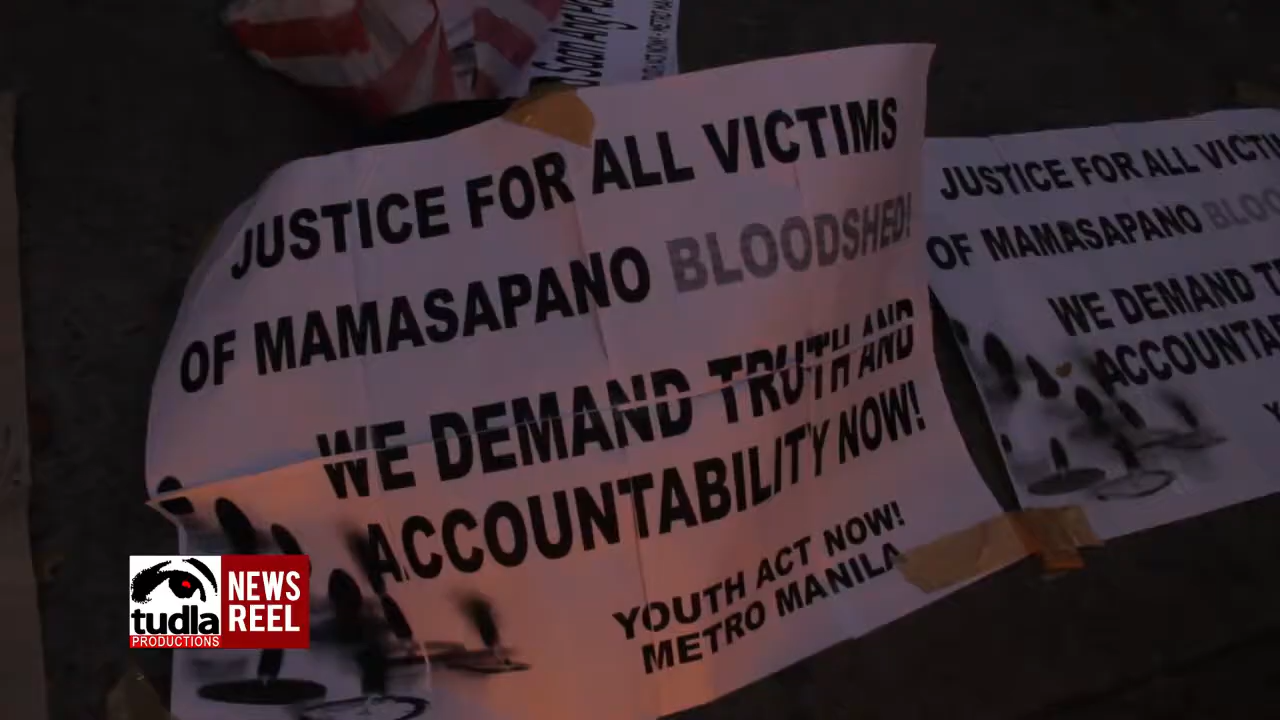 JUSTICE FOR ALL VICTIMS
OF MAMASAPANO BLOODSHED!
WE DEMAND TRUTH AND
ACCOUNTABILITY NOW!
YOUTH ACT NOW!
METRO MANILA
JUSTICE FOR ALL
OF MAMASAPANO
WE DEMAND
tudla
PRODUCTIONS
NEWS
REEL